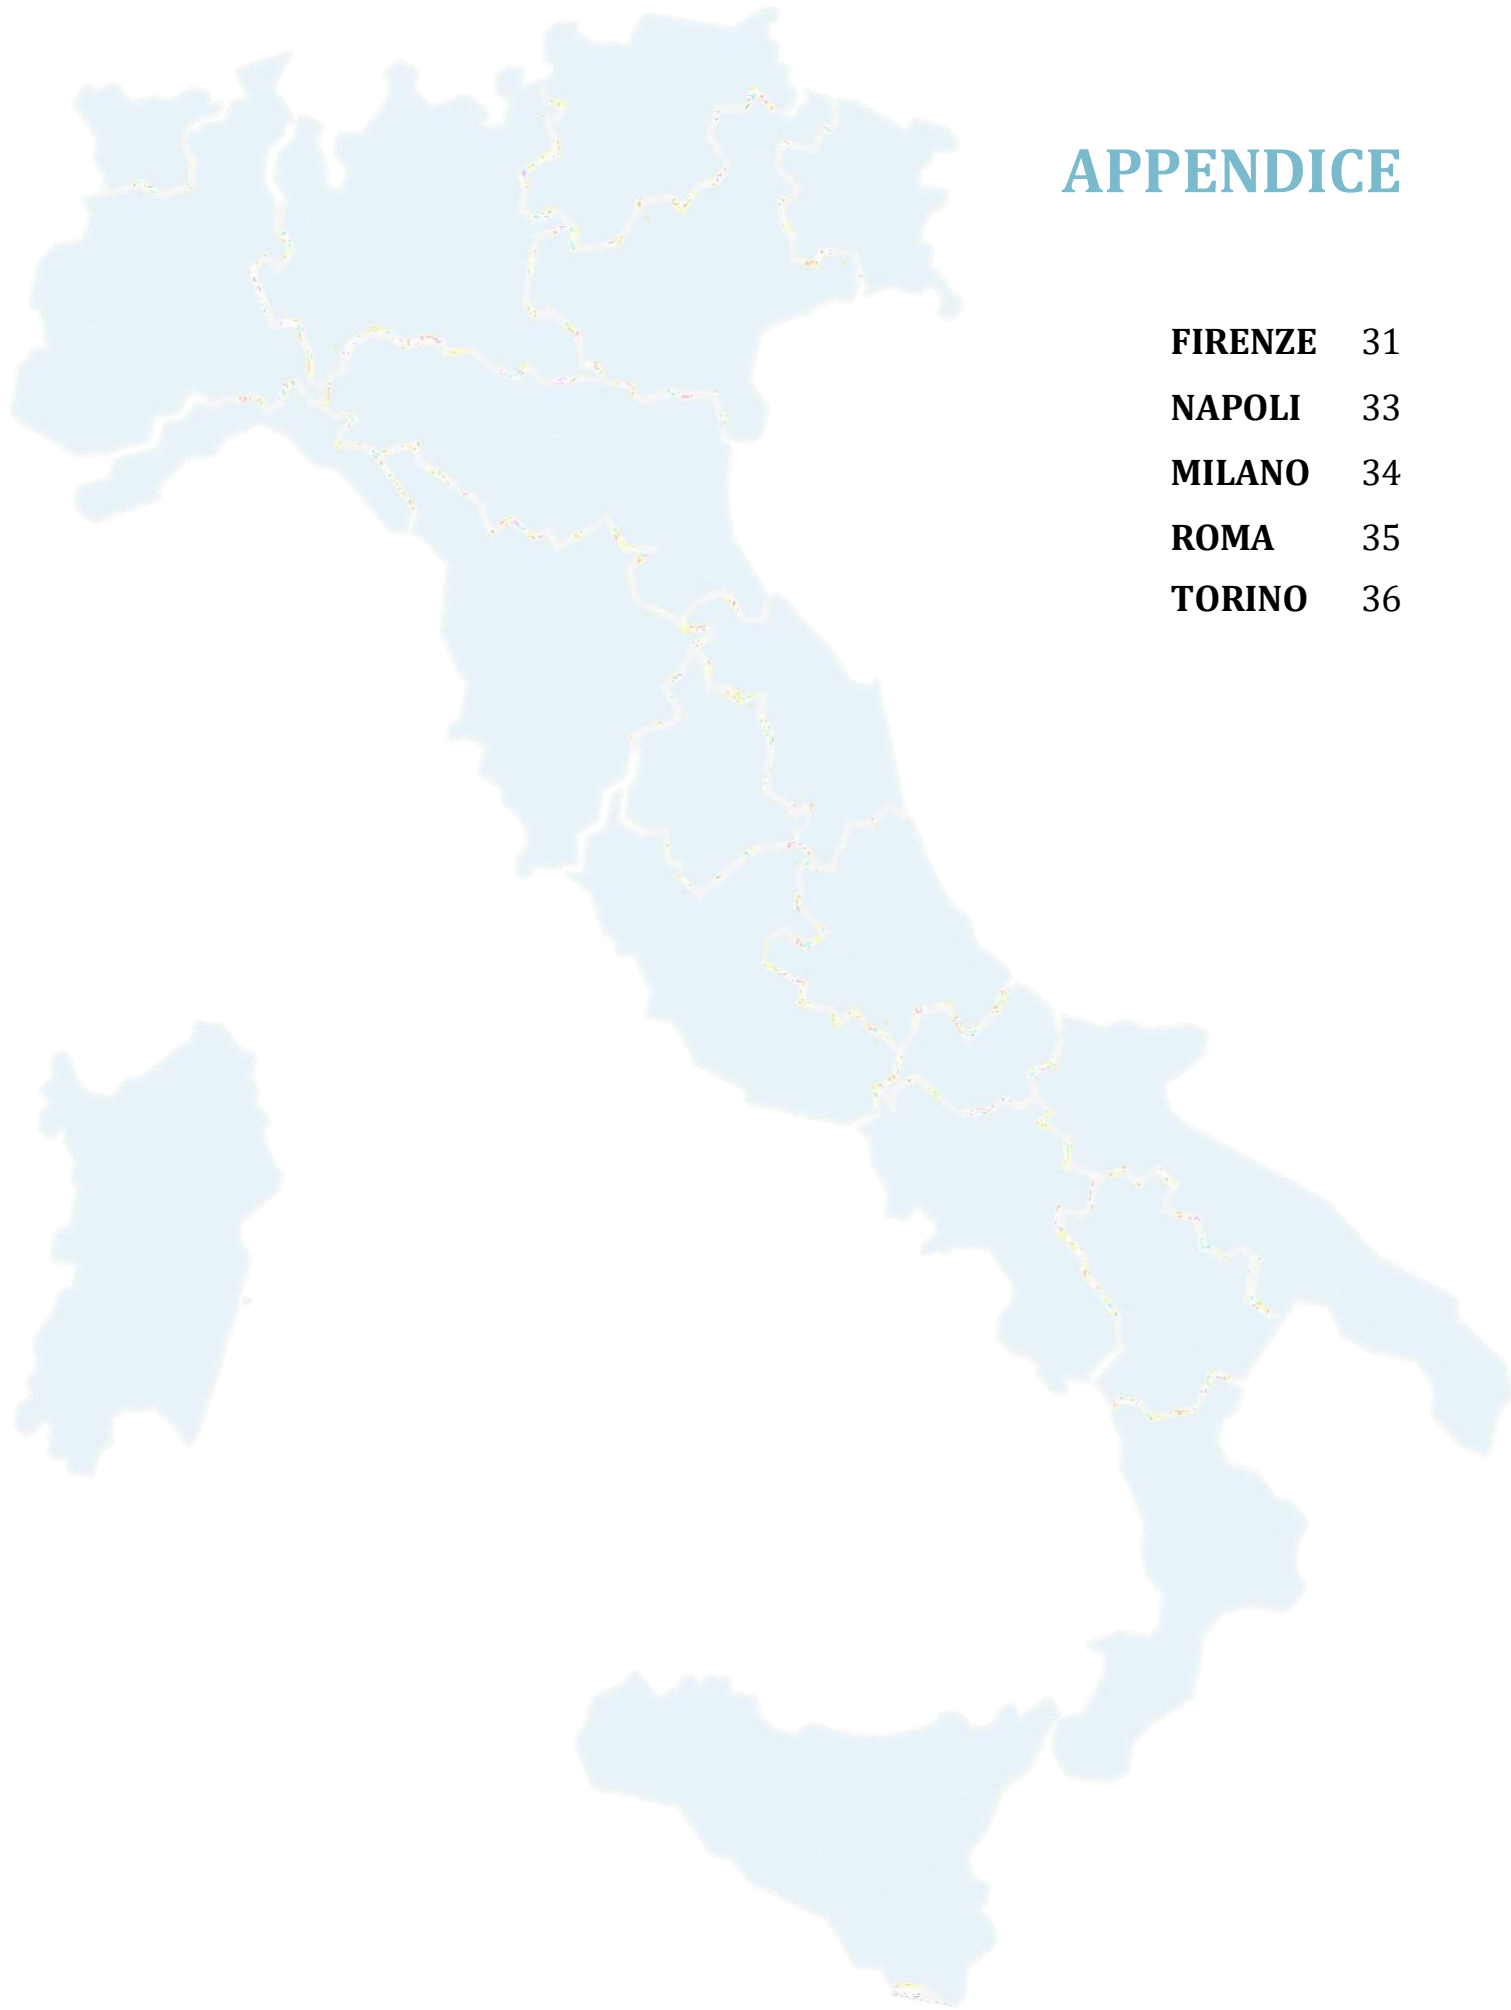 APPENDICE
FIRENZE 31
NAPOLI 33
MILANO 34
ROMA 35
TORINO 36